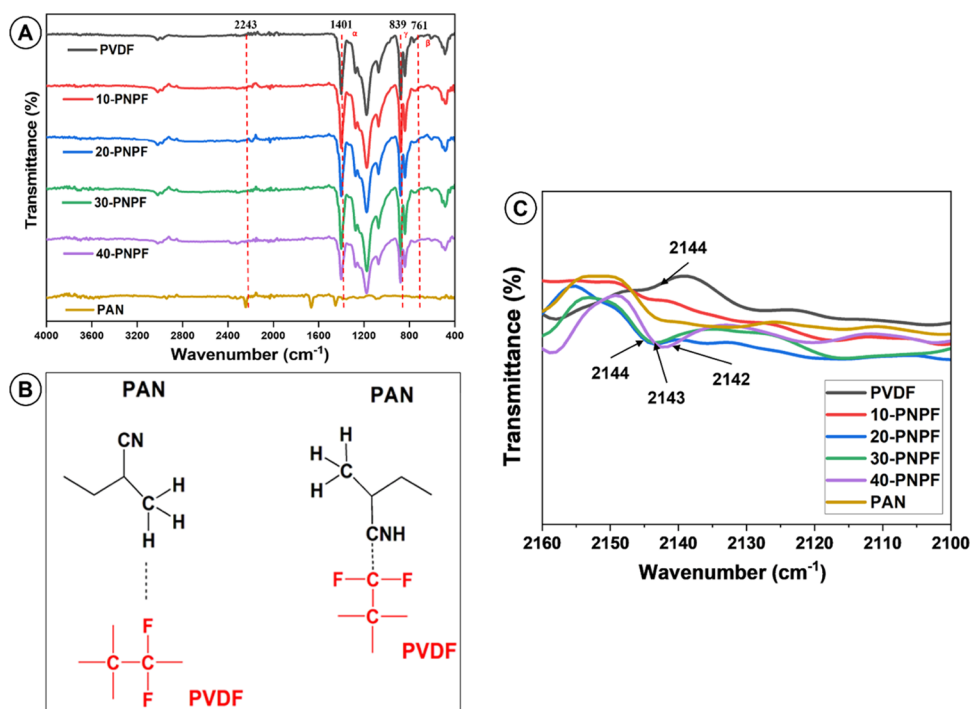 A
2243 1401 839 761
α γ β
PVDF
10-PNPF
20-PNPF
30-PNPF
40-PNPF
PAN
Transmittance (%)
4000 3600 3200 2800 2400 2000 1600 1200 800 400
Wavenumber (cm⁻¹)
B
PAN
CN
H
C H
H
F
C C
F
PVDF
PAN
H
H C
H
CNH
F C F
C
PVDF
C
2144
2144
2143
2142
Transmittance (%)
PVDF
10-PNPF
20-PNPF
30-PNPF
40-PNPF
PAN
2160 2150 2140 2130 2120 2110 2100
Wavenumber (cm⁻¹)